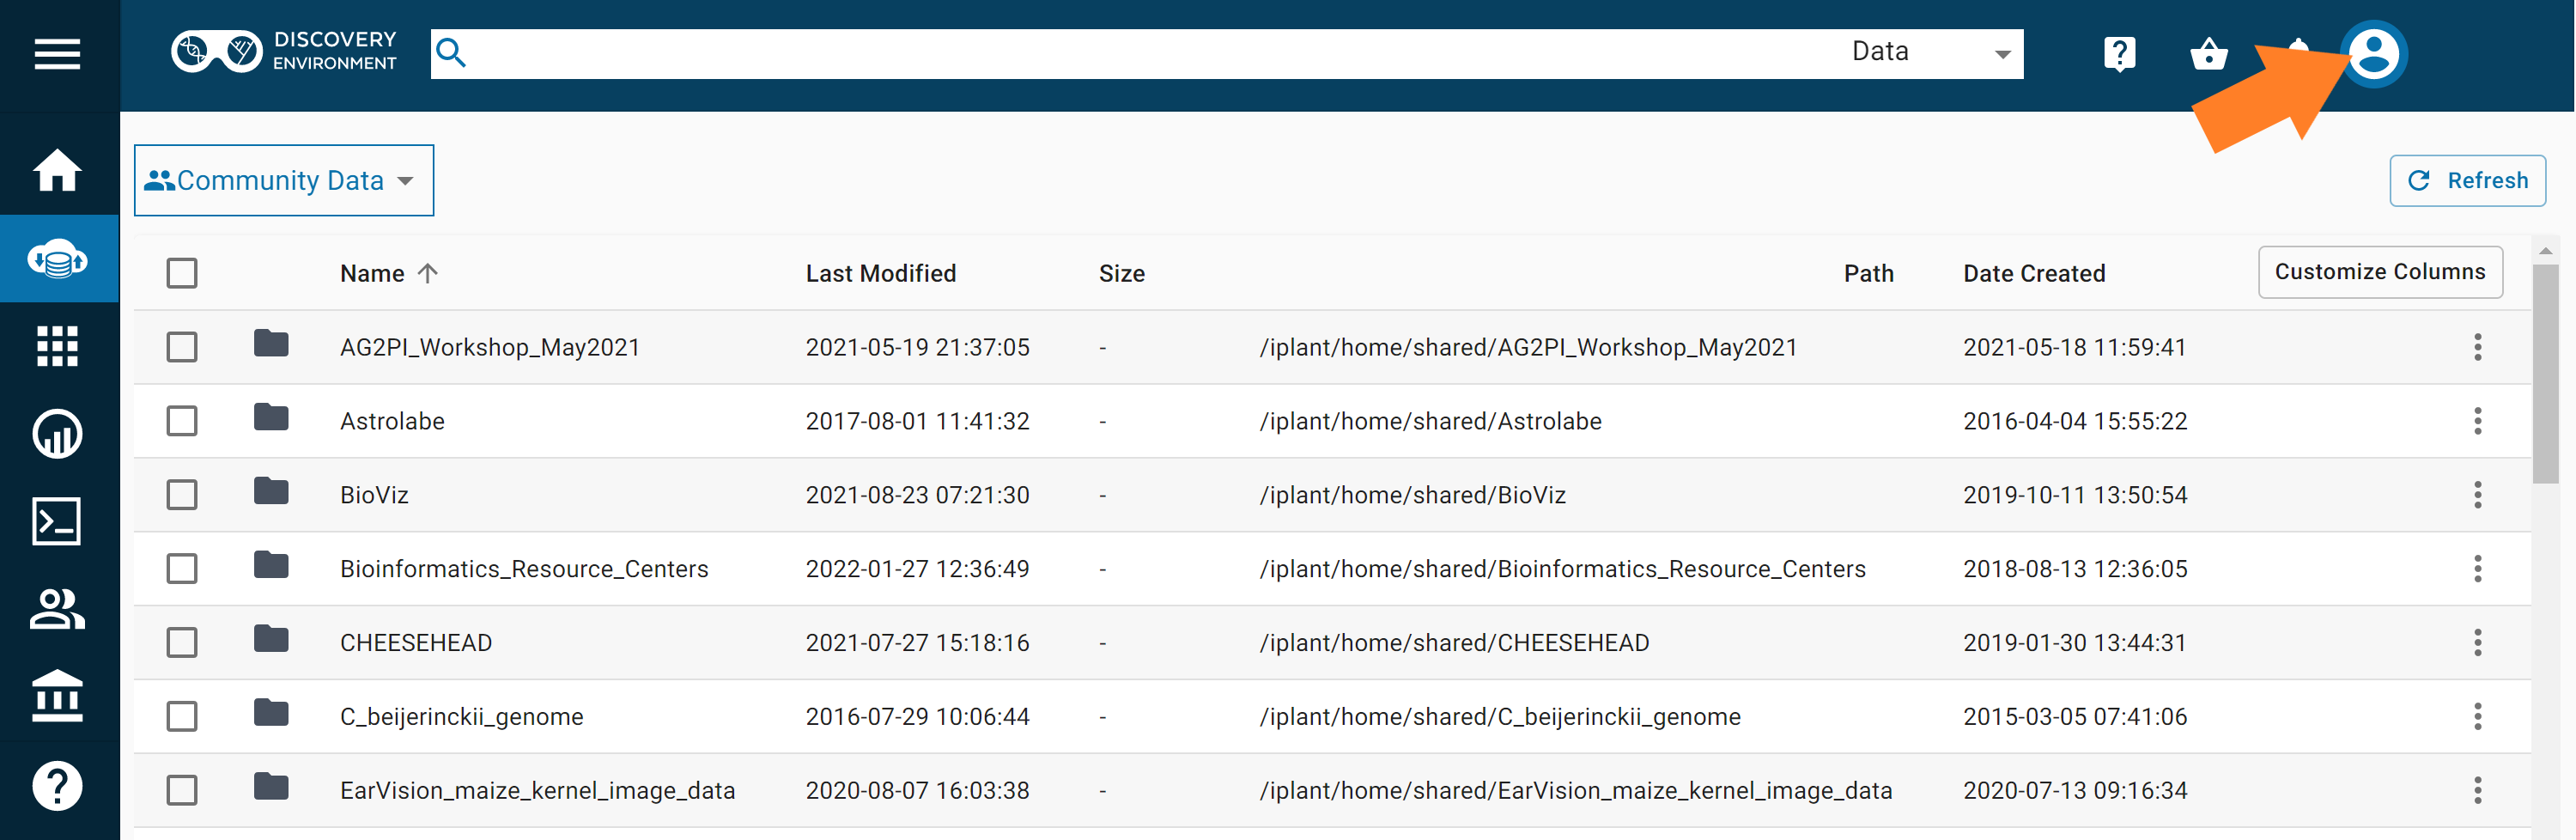 DISCOVERY
ENVIRONMENT
Data
Community Data
Refresh
Name Last Modified Size Path Date Created Customize Columns
AG2PI_Workshop_May2021 2021-05-19 21:37:05 - /iplant/home/shared/AG2PI_Workshop_May2021 2021-05-18 11:59:41
Astrolabe 2017-08-01 11:41:32 - /iplant/home/shared/Astrolabe 2016-04-04 15:55:22
BioViz 2021-08-23 07:21:30 - /iplant/home/shared/BioViz 2019-10-11 13:50:54
Bioinformatics_Resource_Centers 2022-01-27 12:36:49 - /iplant/home/shared/Bioinformatics_Resource_Centers 2018-08-13 12:36:05
CHEESEHEAD 2021-07-27 15:18:16 - /iplant/home/shared/CHEESEHEAD 2019-01-30 13:44:31
C_beijerinckii_genome 2016-07-29 10:06:44 - /iplant/home/shared/C_beijerinckii_genome 2015-03-05 07:41:06
EarVision_maize_kernel_image_data 2020-08-07 16:03:38 - /iplant/home/shared/EarVision_maize_kernel_image_data 2020-07-13 09:16:34